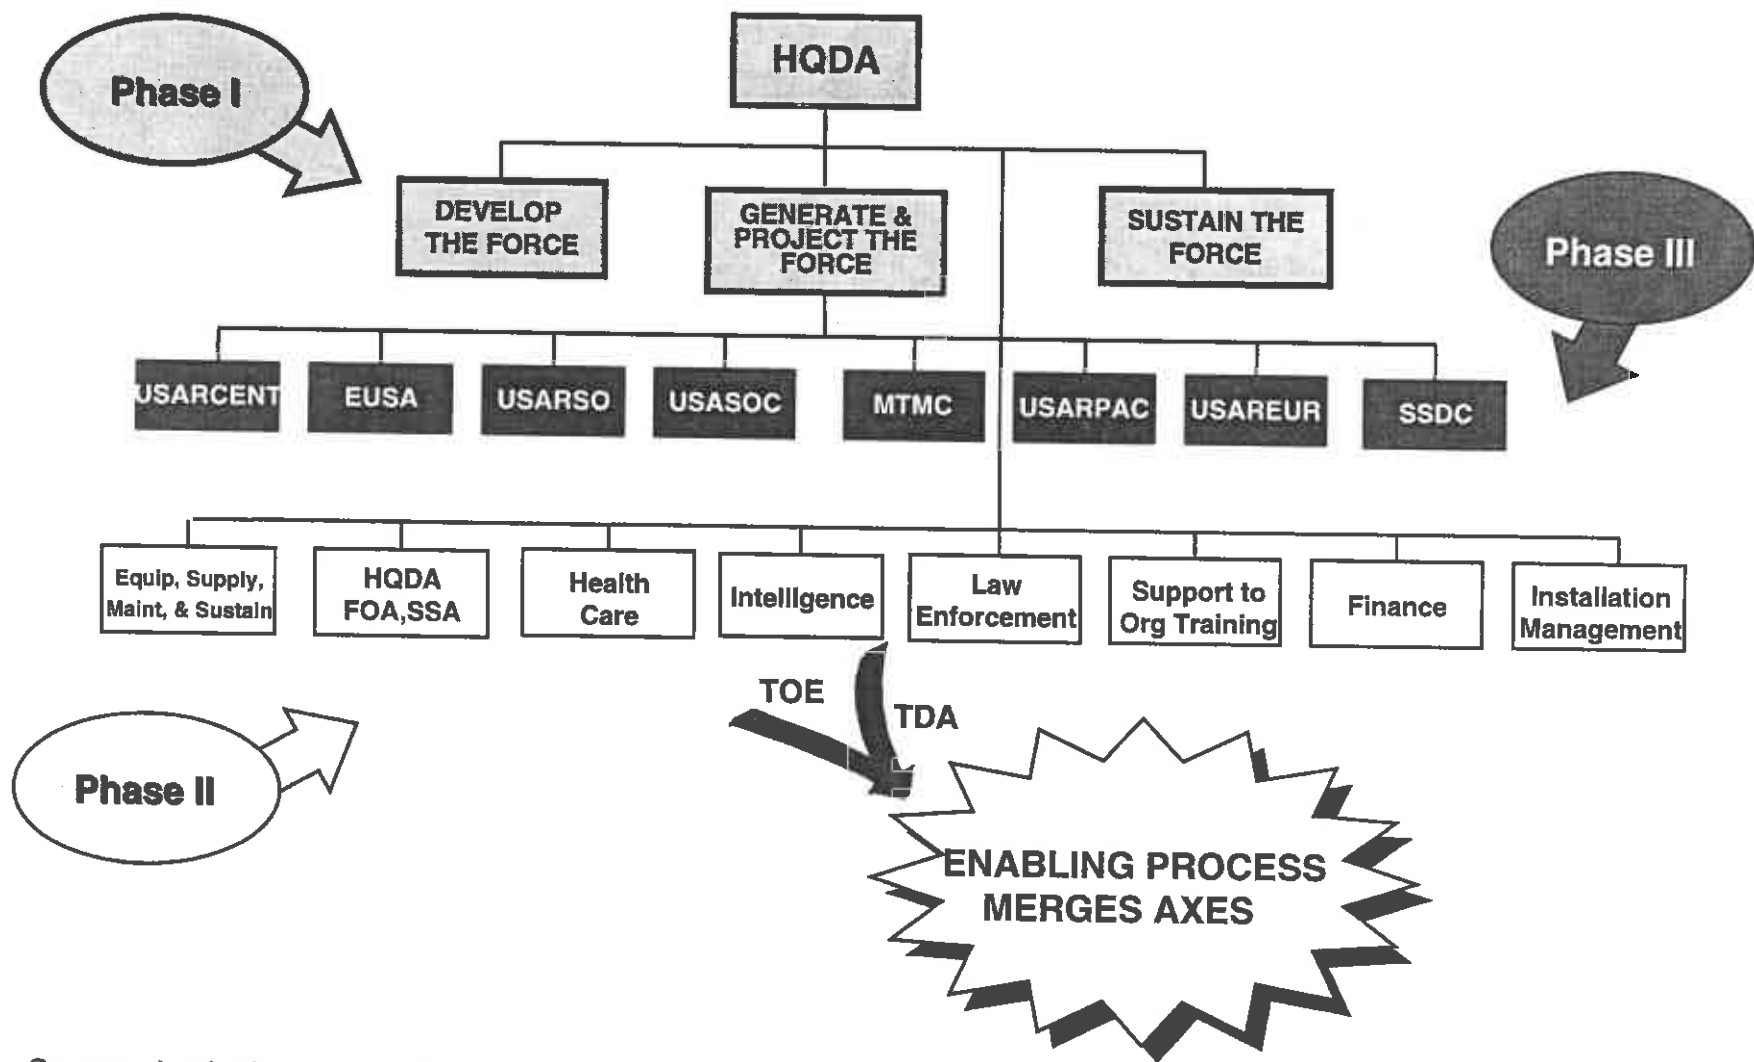 HQDA
Phase I
DEVELOP
THE FORCE
GENERATE &
PROJECT THE
FORCE
SUSTAIN THE
FORCE
Phase III
USARCENT
EUSA
USARSO
USASOC
MTMC
USARPAC
USAREUR
SSDC
Equip, Supply,
Maint, & Sustain
HQDA
FOA,SSA
Health
Care
Intelligence
Law
Enforcement
Support to
Org Training
Finance
Installation
Management
TOE
TDA
Phase II
ENABLING PROCESS
MERGES AXES